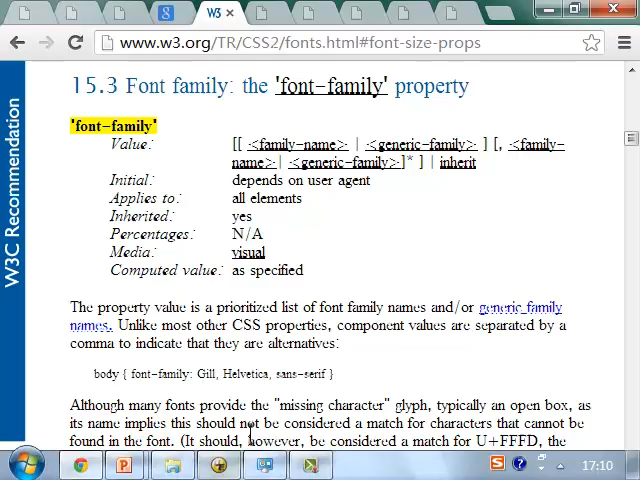 W3
www.w3.org/TR/CSS2/fonts.html#font-size-props
W3C Recommendation
15.3 Font family: the 'font-family' property
'font-family'
Value: [[ <family-name> | <generic-family> ] [, <family-
name>| <generic-family>]* ] | inherit
Initial: depends on user agent
Applies to: all elements
Inherited: yes
Percentages: N/A
Media: visual
Computed value: as specified
The property value is a prioritized list of font family names and/or generic family
names. Unlike most other CSS properties, component values are separated by a
comma to indicate that they are alternatives:
body { font-family: Gill, Helvetica, sans-serif }
Although many fonts provide the "missing character" glyph, typically an open box, as
its name implies this should not be considered a match for characters that cannot be
found in the font. (It should, however, be considered a match for U+FFFD, the
17:10